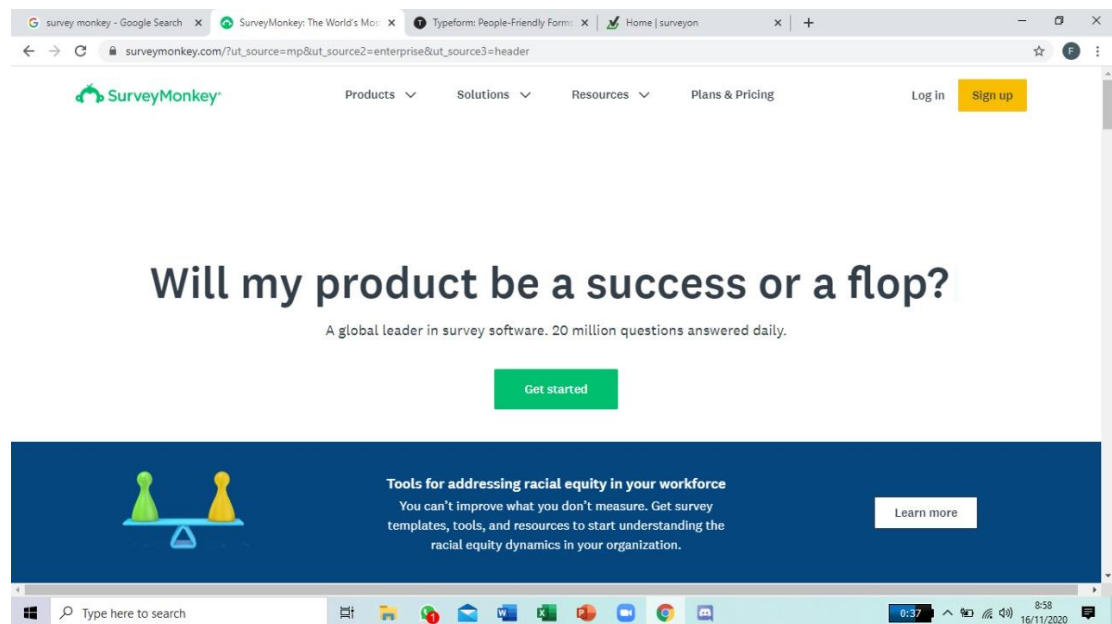 survey monkey - Google Search
SurveyMonkey: The World's Mos
Typeform: People-Friendly Forms
Home | surveyon
surveymonkey.com/?ut_source=mp&ut_source2=enterprise&ut_source3=header
F
SurveyMonkey
Products
Solutions
Resources
Plans & Pricing
Log in
Sign up
Will my product be a success or a flop?
A global leader in survey software. 20 million questions answered daily.
Get started
Tools for addressing racial equity in your workforce
You can't improve what you don't measure. Get survey
templates, tools, and resources to start understanding the
racial equity dynamics in your organization.
Learn more
Type here to search
0:37
8:58
16/11/2020